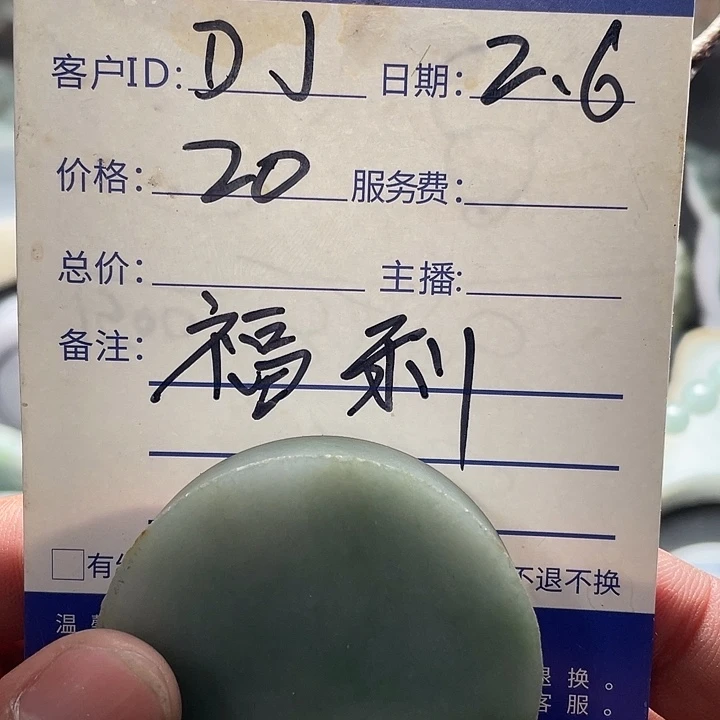 客户ID: DJ 日期: 2.6
价格: 20 服务费:
总价: 主播:
备注: 福利
有 不退不换
温 退换。
客服。